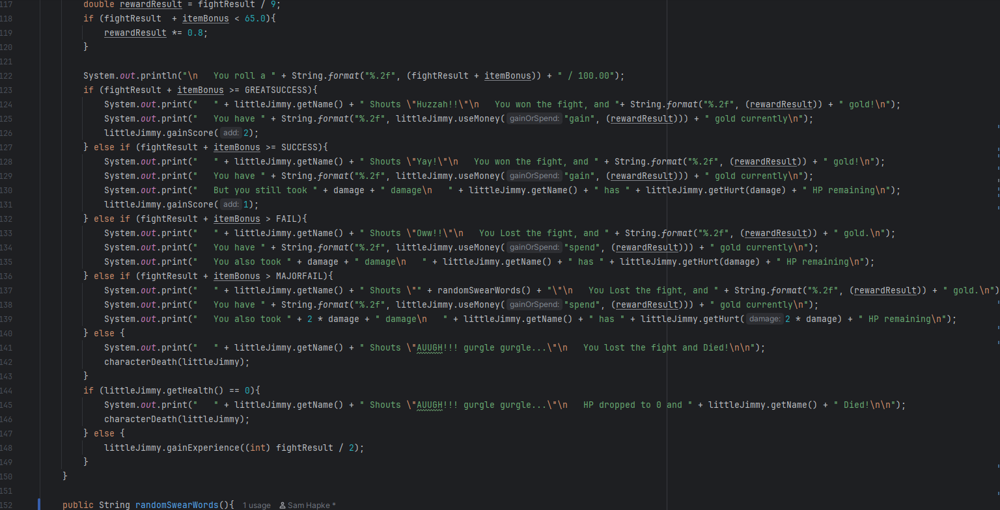 117 double rewardResult = fightResult / 9;
118 if (fightResult  + itemBonus < 65.0){
119 rewardResult *= 0.8;
120 }
121
122 System.out.println("\n   You roll a " + String.format("%.2f", (fightResult + itemBonus)) + " / 100.00");
123 if (fightResult + itemBonus >= GREATSUCCESS){
124 System.out.print("   " + littleJimmy.getName() + " Shouts \"Huzzah!!\"\n   You won the fight, and "+ String.format("%.2f", (rewardResult)) + " gold!\n");
125 System.out.print("   You have " + String.format("%.2f", littleJimmy.useMoney( gainOrSpend: "gain", (rewardResult))) + " gold currently\n");
126 littleJimmy.gainScore( add: 2);
127 } else if (fightResult + itemBonus >= SUCCESS){
128 System.out.print("   " + littleJimmy.getName() + " Shouts \"Yay!\"\n   You won the fight, and " + String.format("%.2f", (rewardResult)) + " gold!\n");
129 System.out.print("   You have " + String.format("%.2f", littleJimmy.useMoney( gainOrSpend: "gain", (rewardResult))) + " gold currently\n");
130 System.out.print("   But you still took " + damage + " damage\n   " + littleJimmy.getName() + " has " + littleJimmy.getHurt(damage) + " HP remaining\n");
131 littleJimmy.gainScore( add: 1);
132 } else if (fightResult + itemBonus > FAIL){
133 System.out.print("   " + littleJimmy.getName() + " Shouts \"Oww!!\"\n   You Lost the fight, and " + String.format("%.2f", (rewardResult)) + " gold.\n");
134 System.out.print("   You have " + String.format("%.2f", littleJimmy.useMoney( gainOrSpend: "spend", (rewardResult))) + " gold currently\n");
135 System.out.print("   You also took " + damage + " damage\n   " + littleJimmy.getName() + " has " + littleJimmy.getHurt(damage) + " HP remaining\n");
136 } else if (fightResult + itemBonus > MAJORFAIL){
137 System.out.print("   " + littleJimmy.getName() + " Shouts \"" + randomSwearWords() + "\"\n   You Lost the fight, and " + String.format("%.2f", (rewardResult)) + " gold.\n")
138 System.out.print("   You have " + String.format("%.2f", littleJimmy.useMoney( gainOrSpend: "spend", (rewardResult))) + " gold currently\n");
139 System.out.print("   You also took " + 2 * damage + " damage\n   " + littleJimmy.getName() + " has " + littleJimmy.getHurt( damage: 2 * damage) + " HP remaining\n");
140 } else {
141 System.out.print("   " + littleJimmy.getName() + " Shouts \"AUUGH!!! gurgle gurgle...\"\n   You lost the fight and Died!\n\n");
142 characterDeath(littleJimmy);
143 }
144 if (littleJimmy.getHealth() == 0){
145 System.out.print("   " + littleJimmy.getName() + " Shouts \"AUUGH!!! gurgle gurgle...\"\n   HP dropped to 0 and " + littleJimmy.getName() + " Died!\n\n");
146 characterDeath(littleJimmy);
147 } else {
148 littleJimmy.gainExperience((int) fightResult / 2);
149 }
150 }
151
152 public String randomSwearWords(){ 1 usage Sam Hapke *